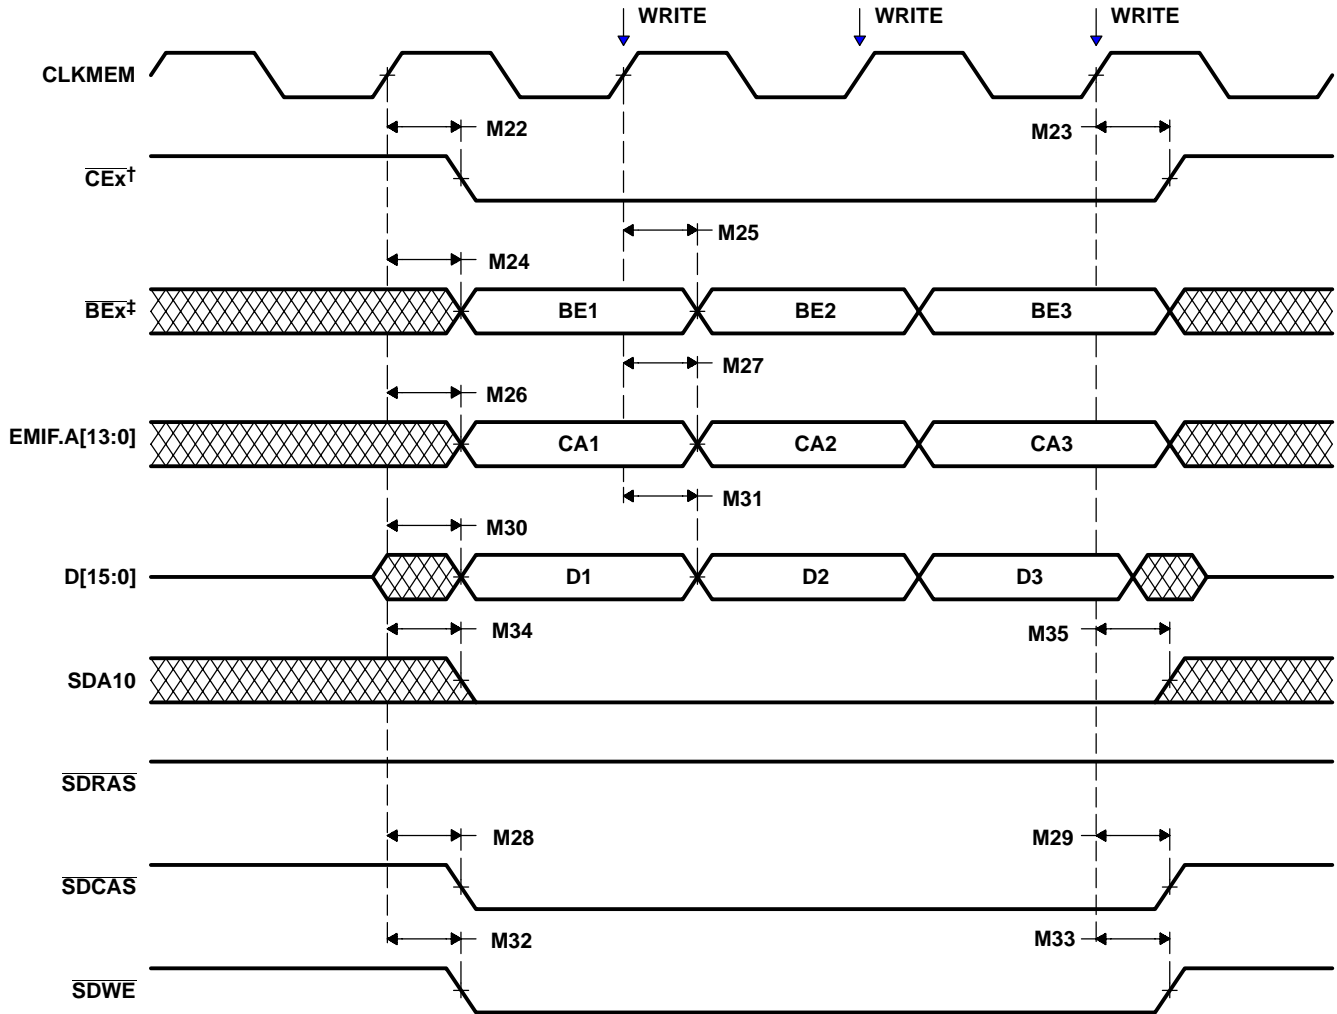 WRITE WRITE WRITE
CLKMEM
M22 M23
CEx†
M25
M24
BEx‡ BE1 BE2 BE3
M27
M26
EMIF.A[13:0] CA1 CA2 CA3
M31
M30
D[15:0] D1 D2 D3
M34 M35
SDA10
SDRAS
M28 M29
SDCAS
M32 M33
SDWE